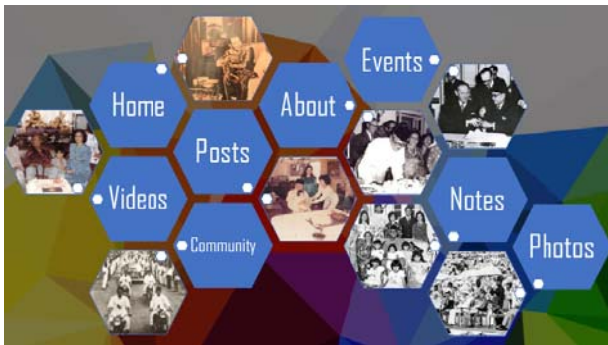 Events
Home
About
Posts
Videos
Notes
Community
Photos